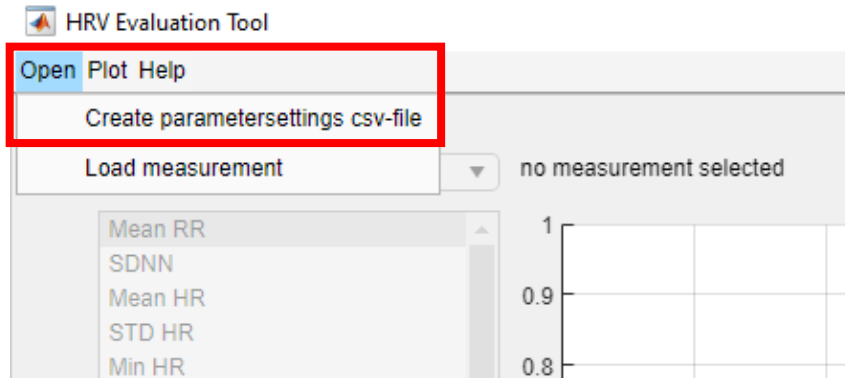 HRV Evaluation Tool
Open Plot Help
Create parametersettings csv-file
Load measurement
no measurement selected
Mean RR
SDNN
Mean HR
STD HR
Min HR
1
0.9
0.8